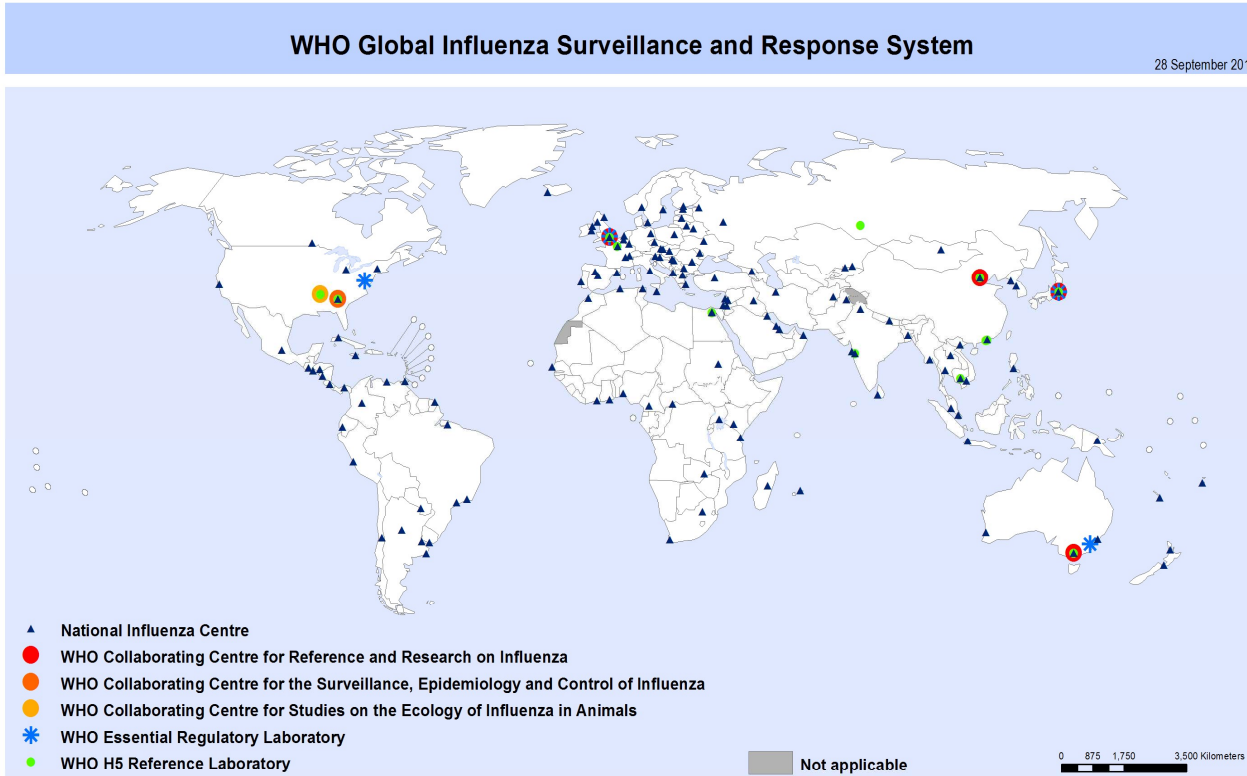 WHO Global Influenza Surveillance and Response System
28 September 201
National Influenza Centre
WHO Collaborating Centre for Reference and Research on Influenza
WHO Collaborating Centre for the Surveillance, Epidemiology and Control of Influenza
WHO Collaborating Centre for Studies on the Ecology of Influenza in Animals
WHO Essential Regulatory Laboratory
WHO H5 Reference Laboratory
Not applicable
0 875 1,750 3,500 Kilometers